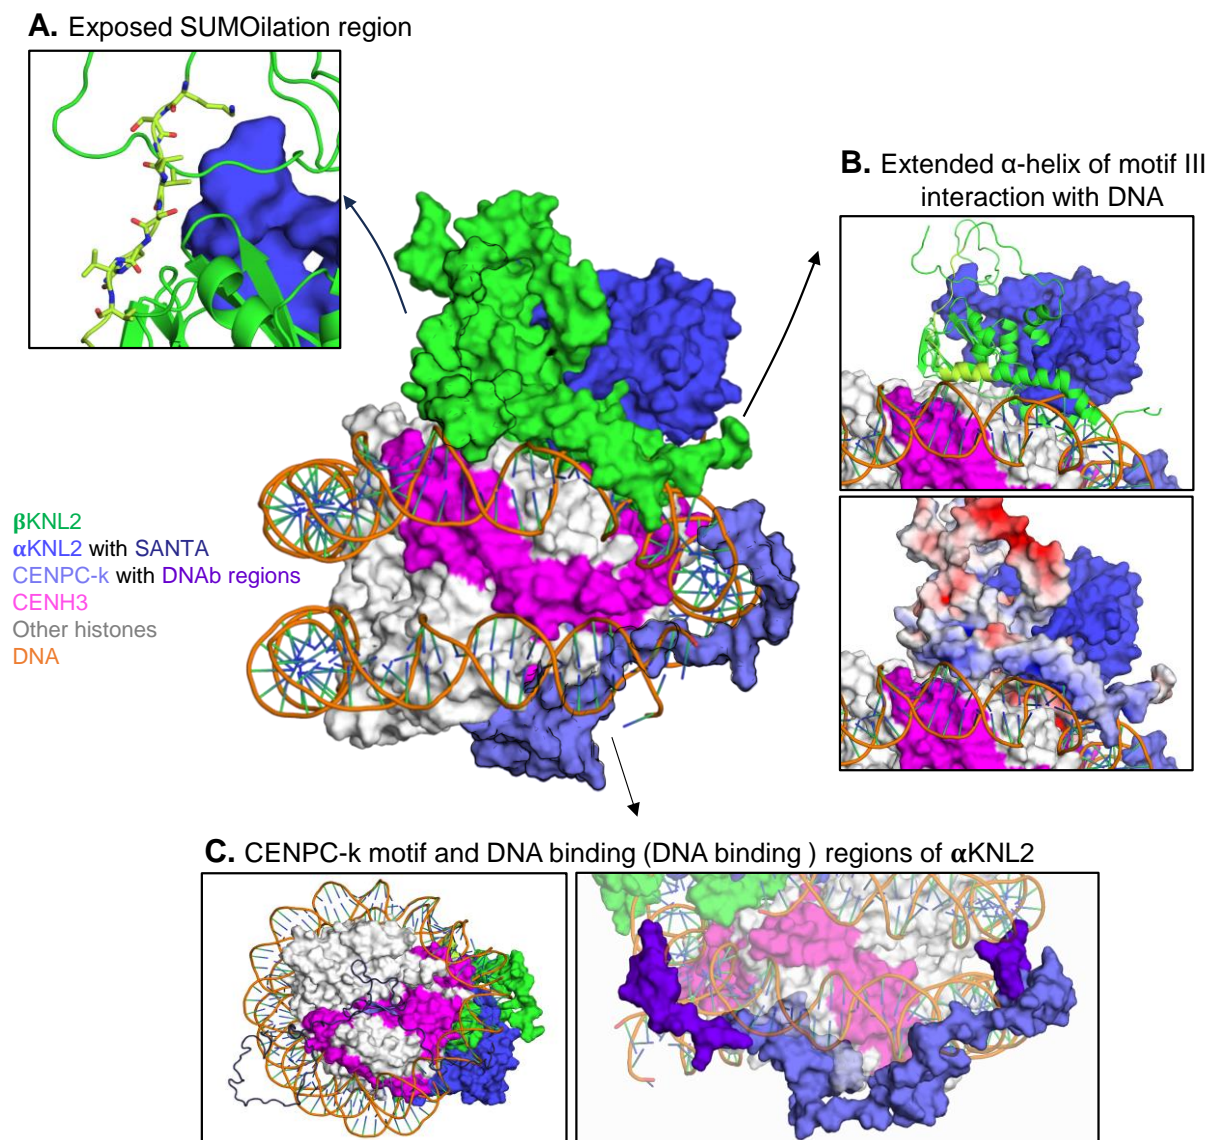 A. Exposed SUMOilation region
B. Extended α-helix of motif III
interaction with DNA
βKNL2
αKNL2 with SANTA
CENPC-k with DNAb regions
CENH3
Other histones
DNA
C. CENPC-k motif and DNA binding (DNA binding ) regions of αKNL2